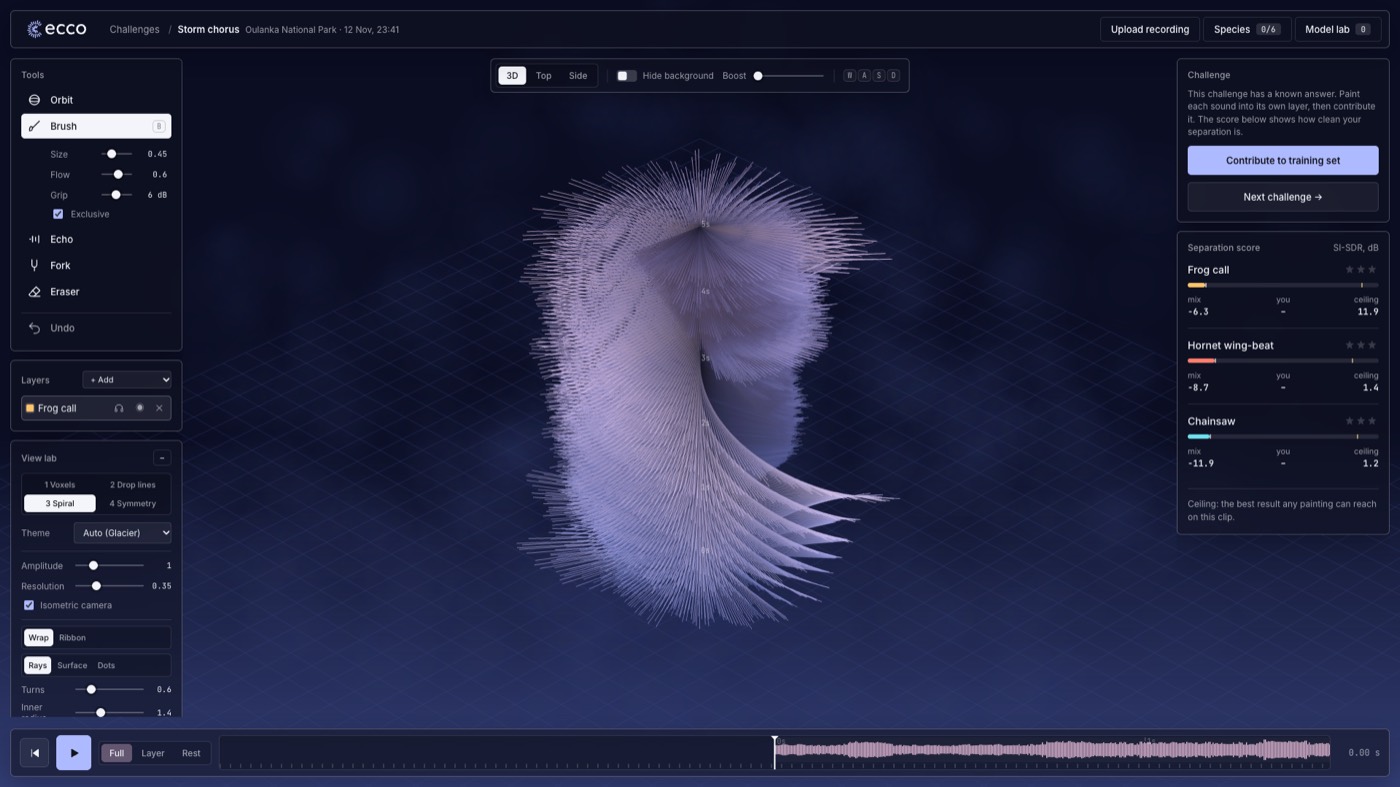 ecco
Challenges / Storm chorus Oulanka National Park · 12 Nov, 23:41
Upload recording
Species 0/6
Model lab 0
Tools
Orbit
Brush B
Size 0.45
Flow 0.6
Grip 6 dB
Exclusive
Echo
Fork
Eraser
Undo
Layers + Add
Frog call
View lab –
1 Voxels 2 Drop lines
3 Spiral 4 Symmetry
Theme Auto (Glacier)
Amplitude 1
Resolution 0.35
Isometric camera
Wrap Ribbon
Rays Surface Dots
Turns 0.6
Inner 1.4
3D Top Side Hide background Boost W A S D
5s
4s
3s
2s
0s
Challenge
This challenge has a known answer. Paint
each sound into its own layer, then contribute
it. The score below shows how clean your
separation is.
Contribute to training set
Next challenge →
Separation score SI-SDR, dB
Frog call ★★★
mix you ceiling
-6.3 – 11.9
Hornet wing-beat ★★★
mix you ceiling
-8.7 – 1.4
Chainsaw ★★★
mix you ceiling
-11.9 – 1.2
Ceiling: the best result any painting can reach
on this clip.
Full Layer Rest
0.00 s